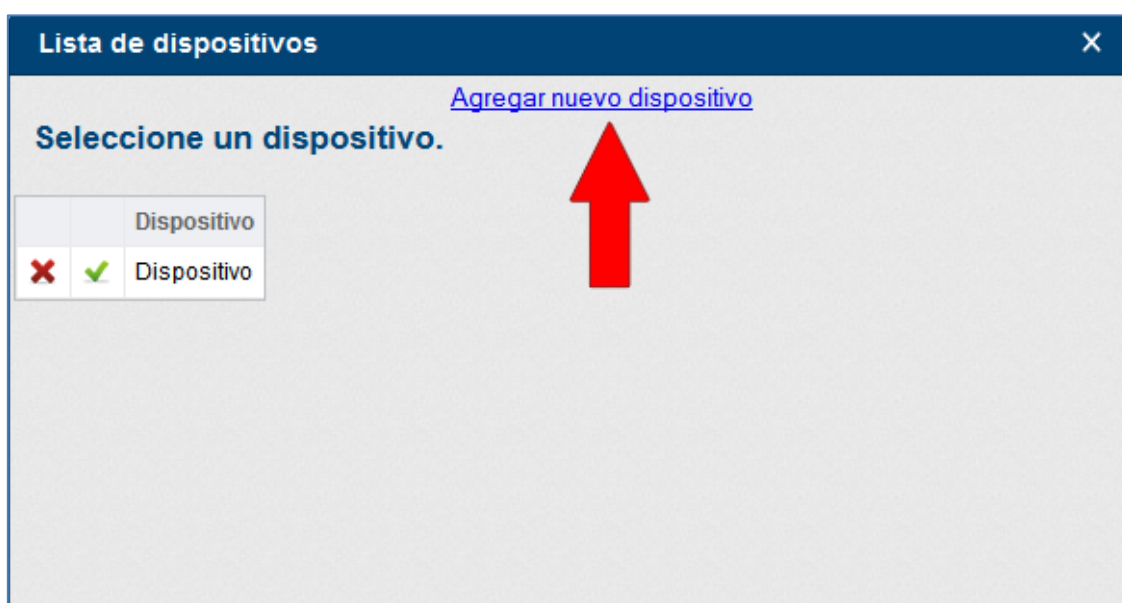 Lista de dispositivos
Agregar nuevo dispositivo
Seleccione un dispositivo.
Dispositivo
Dispositivo